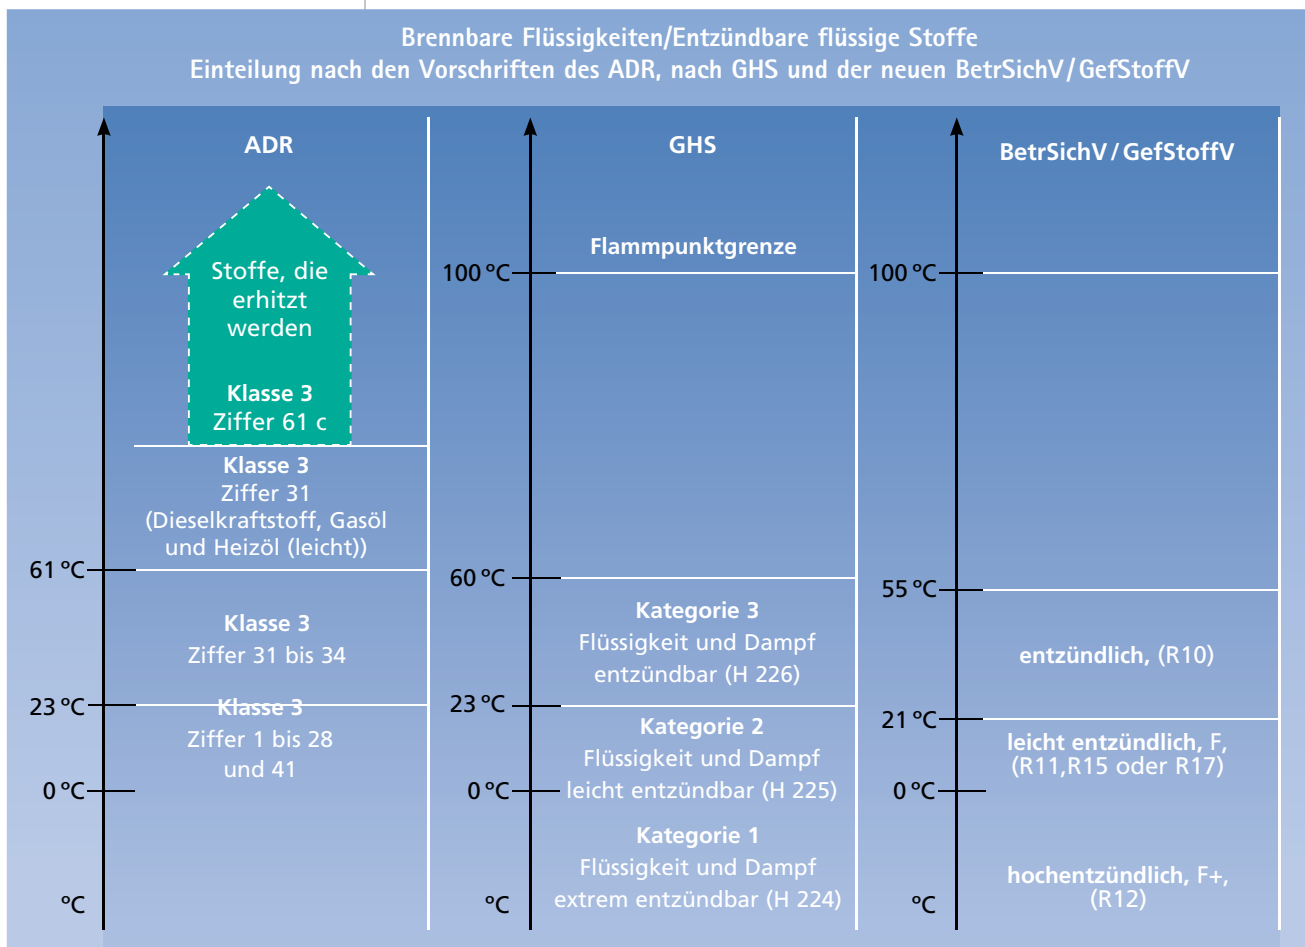 Brennbare Flüssigkeiten/Entzündbare flüssige Stoffe
Einteilung nach den Vorschriften des ADR, nach GHS und der neuen BetrSichV/GefStoffV
ADR
Stoffe, die
erhitzt
werden
Klasse 3
Ziffer 61 c
Klasse 3
Ziffer 31
(Dieselkraftstoff, Gasöl
und Heizöl (leicht))
61 °C
Klasse 3
Ziffer 31 bis 34
23 °C
Klasse 3
Ziffer 1 bis 28
und 41
0 °C
°C
GHS
Flammpunktgrenze
100 °C
60 °C
Kategorie 3
Flüssigkeit und Dampf
entzündbar (H 226)
23 °C
Kategorie 2
Flüssigkeit und Dampf
leicht entzündbar (H 225)
0 °C
Kategorie 1
Flüssigkeit und Dampf
extrem entzündbar (H 224)
°C
BetrSichV/GefStoffV
100 °C
55 °C
entzündlich, (R10)
21 °C
leicht entzündlich, F,
(R11,R15 oder R17)
0 °C
hochentzündlich, F+,
(R12)
°C